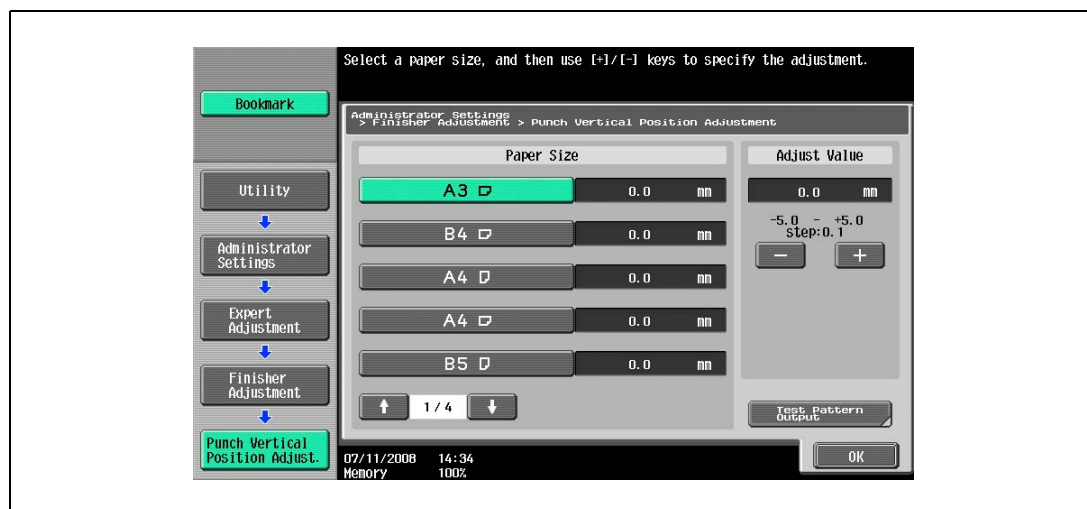 Select a paper size, and then use [+]/[-] keys to specify the adjustment.
Bookmark
Utility
Administrator
Settings
Expert
Adjustment
Finisher
Adjustment
Punch Vertical
Position Adjust.
Administrator Settings
> Finisher Adjustment > Punch Vertical Position Adjustment
Paper Size
A3 0.0 mm
B4 0.0 mm
A4 0.0 mm
A4 0.0 mm
B5 0.0 mm
1/4
Adjust Value
0.0 mm
-5.0 - +5.0
step:0.1
- +
Test Pattern
Output
OK
07/11/2008 14:34
Memory 100%